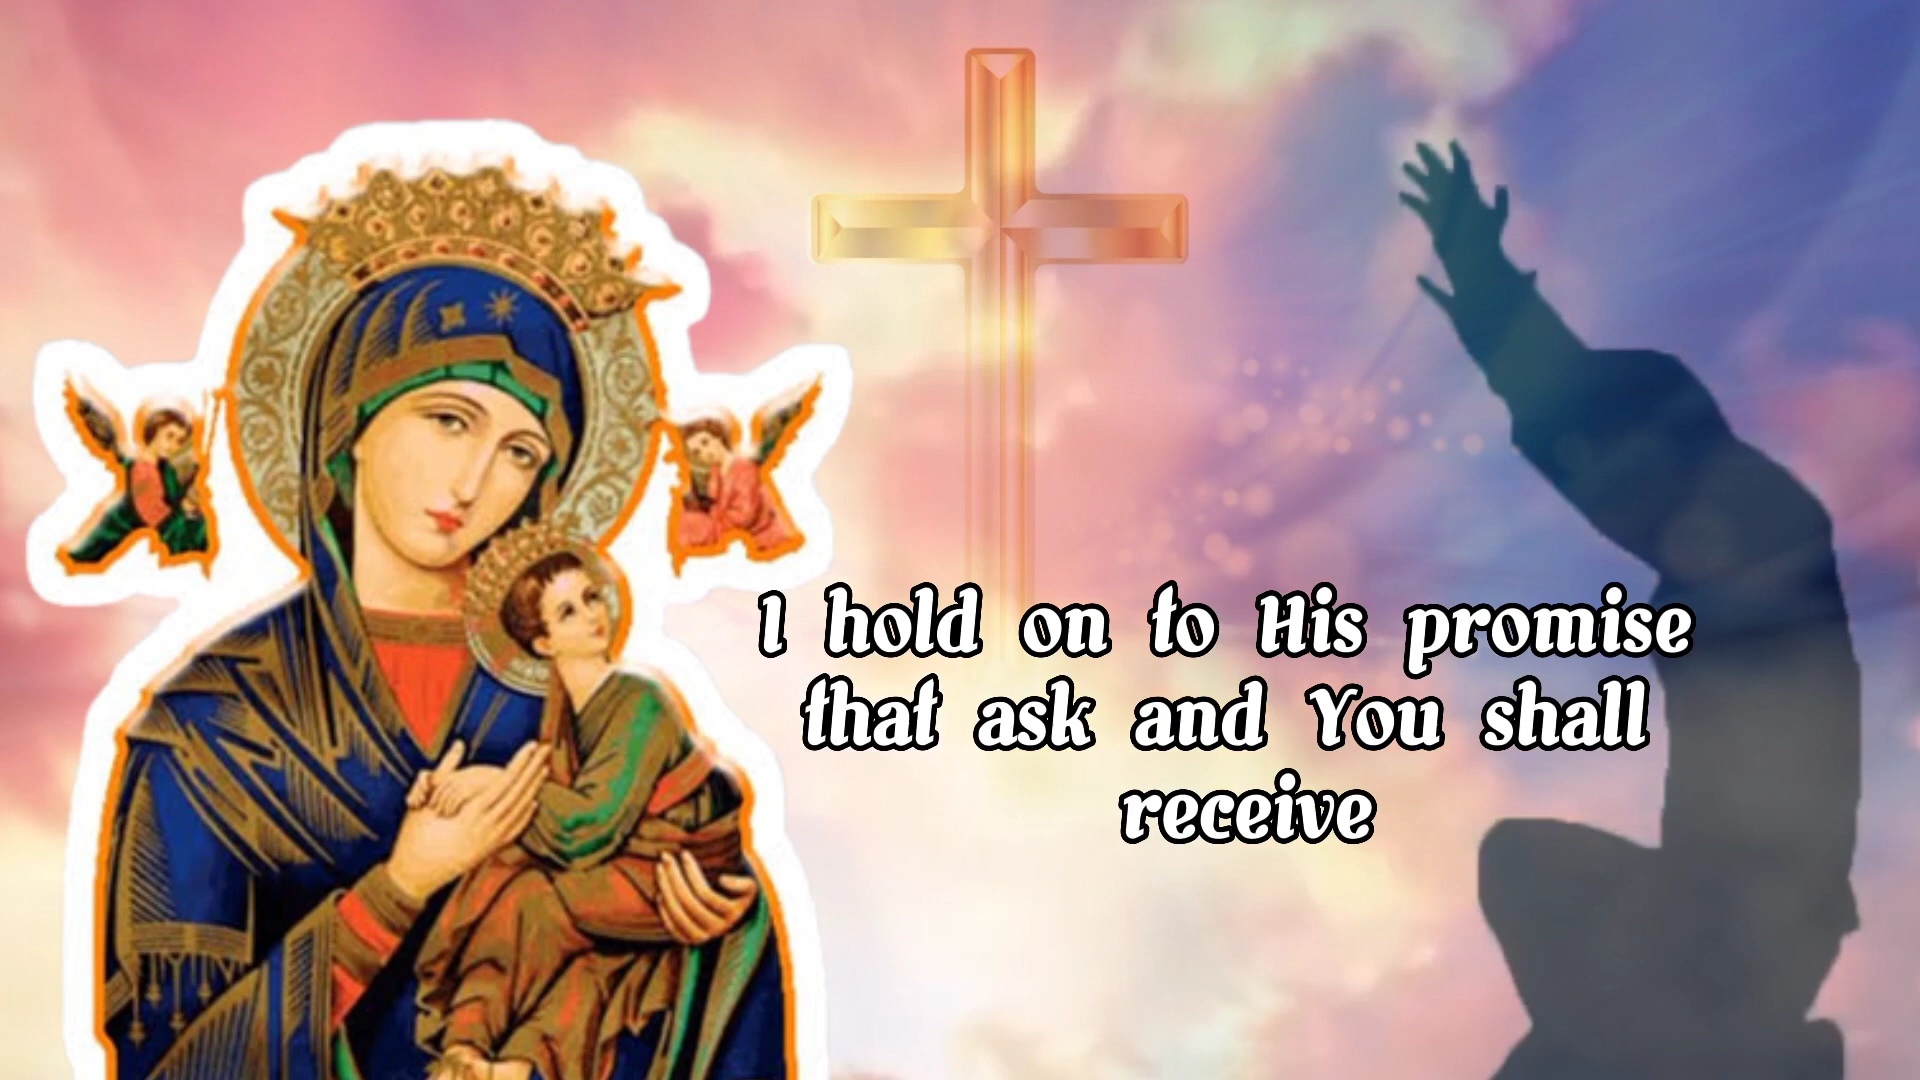 I hold on to His promise
that ask and You shall
receive